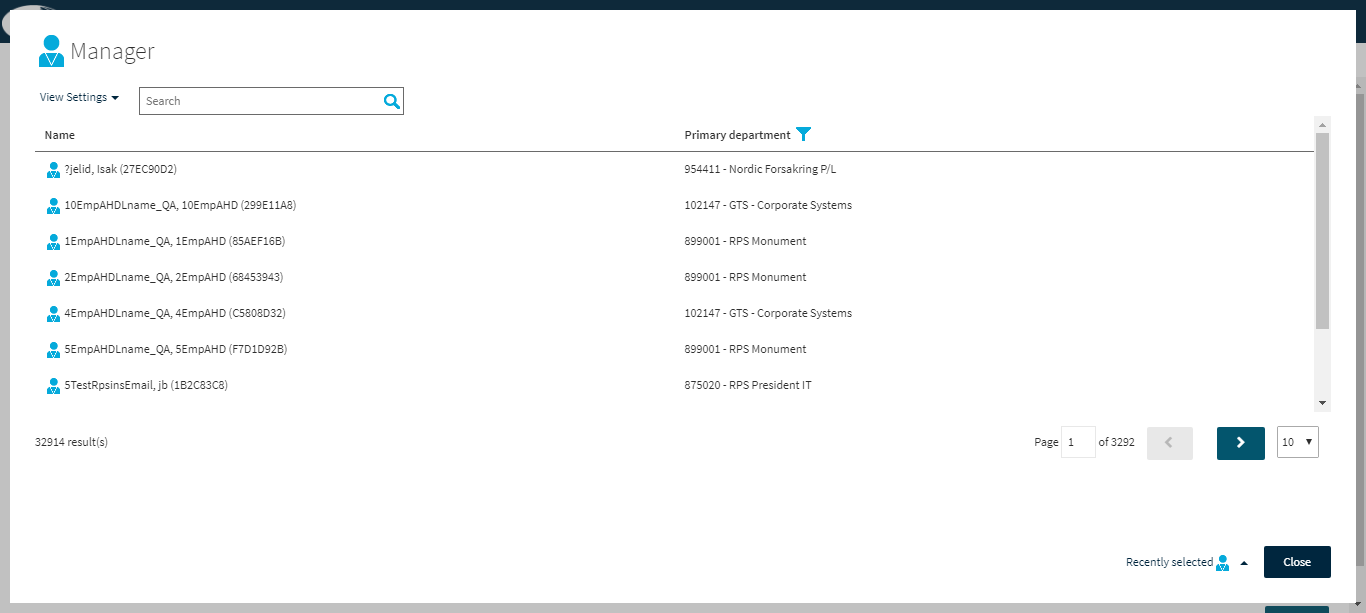 Manager
View Settings
Search
Name Primary department
?jelid, Isak (27EC90D2) 954411 - Nordic Forsakring P/L
10EmpAHDLname_QA, 10EmpAHD (299E11A8) 102147 - GTS - Corporate Systems
1EmpAHDLname_QA, 1EmpAHD (85AEF16B) 899001 - RPS Monument
2EmpAHDLname_QA, 2EmpAHD (68453943) 899001 - RPS Monument
4EmpAHDLname_QA, 4EmpAHD (C5808D32) 102147 - GTS - Corporate Systems
5EmpAHDLname_QA, 5EmpAHD (F7D1D92B) 899001 - RPS Monument
5TestRpsinsEmail, jb (1B2C83C8) 875020 - RPS President IT
32914 result(s) Page 1 of 3292 10
Recently selected Close